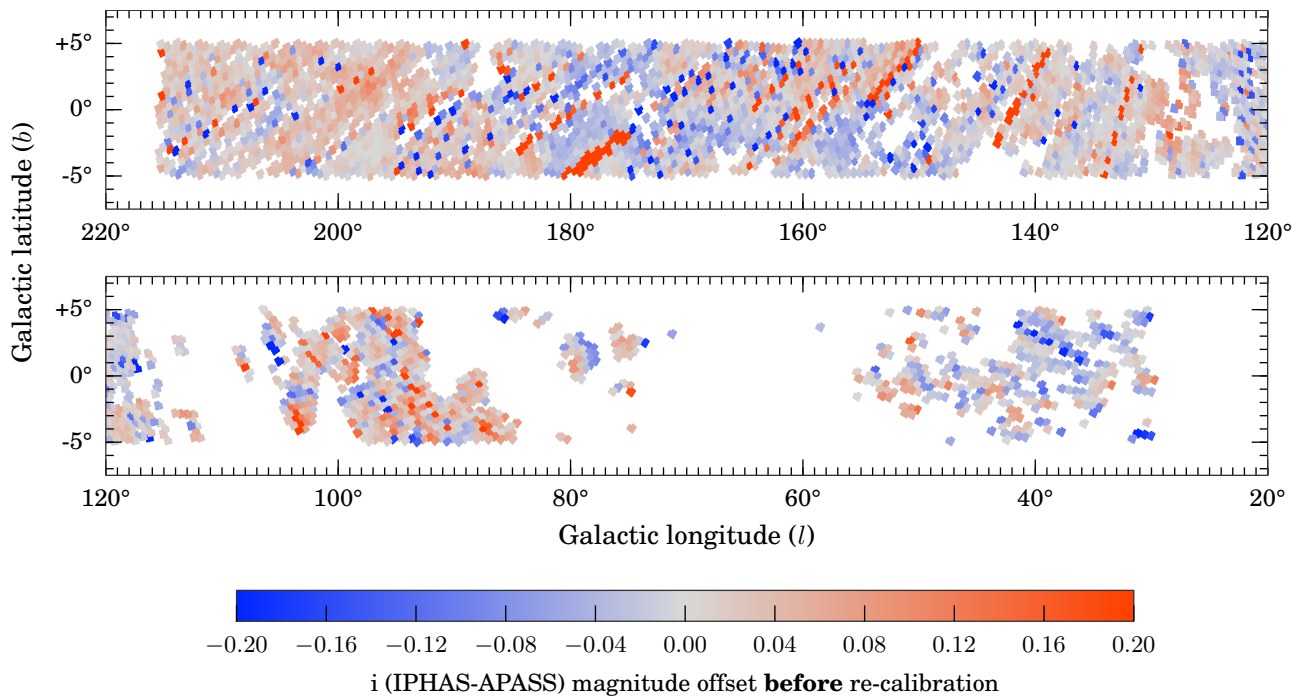 Galactic latitude (b)
+5°
0°
-5°
220° 200° 180° 160° 140° 120°
+5°
0°
-5°
120° 100° 80° 60° 40° 20°
Galactic longitude (l)
−0.20 −0.16 −0.12 −0.08 −0.04 0.00 0.04 0.08 0.12 0.16 0.20
i (IPHAS-APASS) magnitude offset before re-calibration